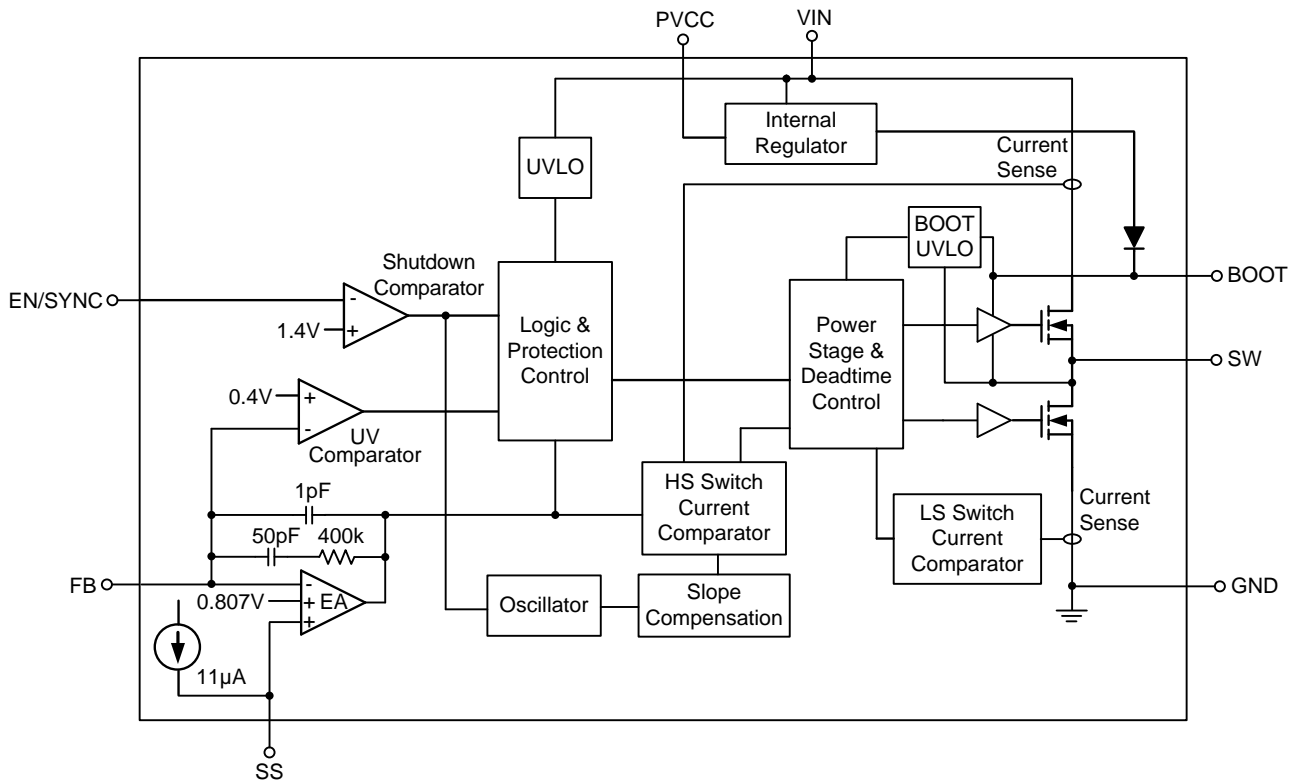 PVCC
VIN
Internal
Regulator
Current
Sense
UVLO
BOOT
UVLO
BOOT
Shutdown
Comparator
EN/SYNC
-
1.4V
+
Logic &
Protection
Control
Power
Stage &
Deadtime
Control
SW
0.4V
+
-
UV
Comparator
1pF
HS Switch
Current
Comparator
LS Switch
Current
Comparator
Current
Sense
50pF
400k
FB
-
0.807V
+
EA
+
Oscillator
Slope
Compensation
GND
11µA
SS